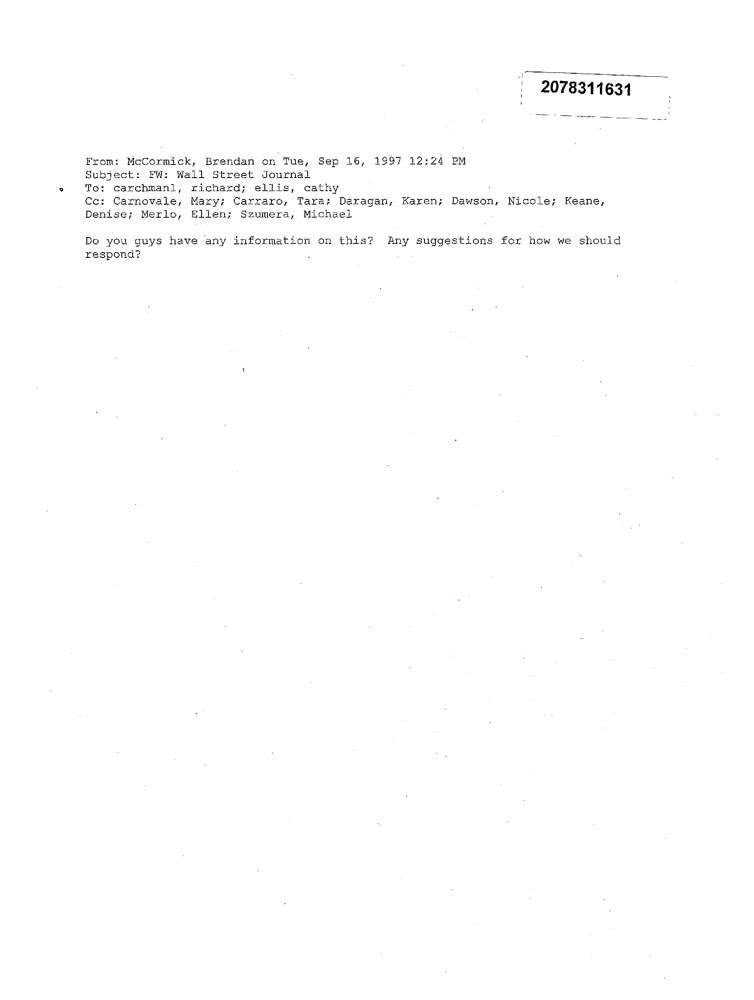 2078311631
From: McCormick, Brendan on Tue, Sep 16, 1997 12:24 PM
Subject: FW: Wall Street Journal
To: carchman1, richard; ellis, cathy
Cc: Carnovale, Mary; Carraro, Tara; Daragan, Karen; Dawson, Nicole; Keane,
Denise; Merlo, Ellen; Szumera, Michael
Do you guys have any information on this? Any suggestions for how we should
respond?